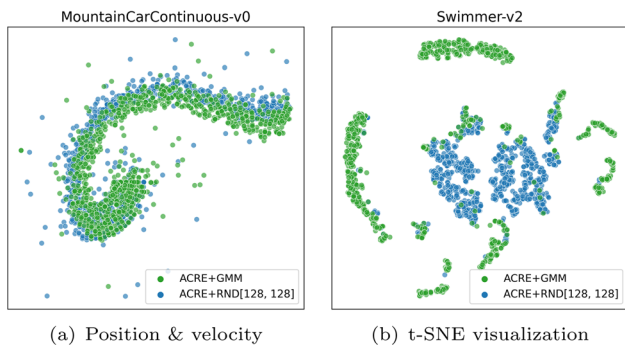 MountainCarContinuous-v0
ACRE+GMM
ACRE+RND[128, 128]
(a) Position & velocity
Swimmer-v2
ACRE+GMM
ACRE+RND[128, 128]
(b) t-SNE visualization